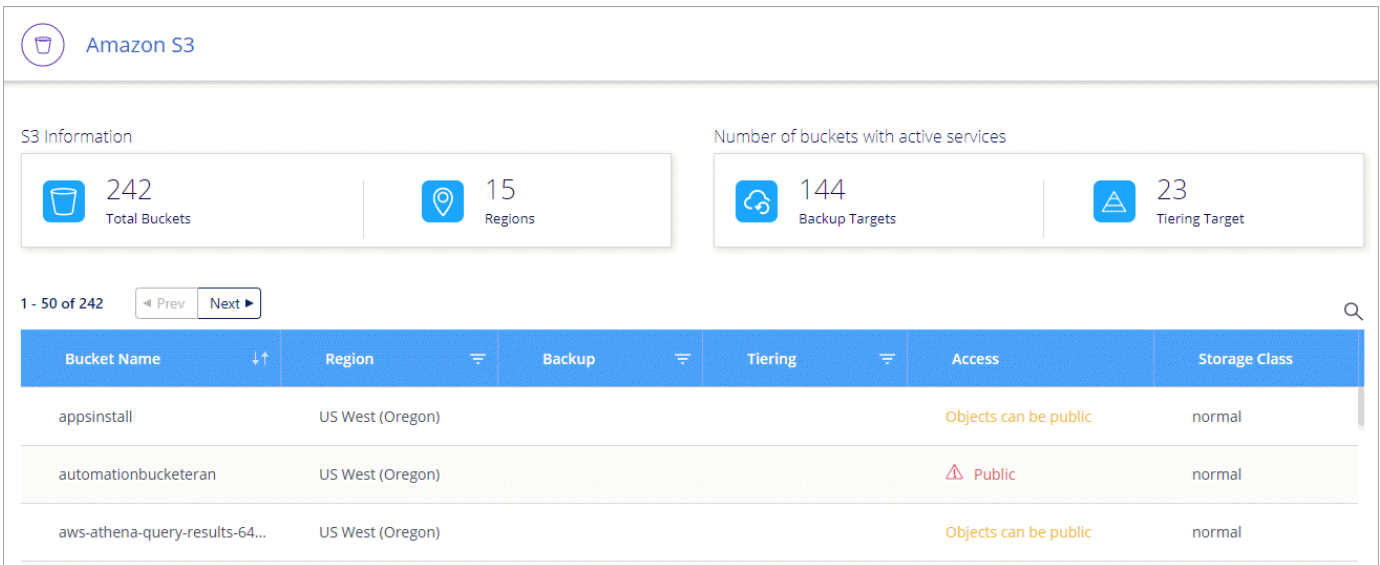 Amazon S3
S3 Information
Number of buckets with active services
242
Total Buckets
15
Regions
144
Backup Targets
23
Tiering Target
1 - 50 of 242
Prev
Next
Bucket Name Region Backup Tiering Access Storage Class
appsinstall US West (Oregon) Objects can be public normal
automationbucketeran US West (Oregon) Public normal
aws-athena-query-results-64... US West (Oregon) Objects can be public normal